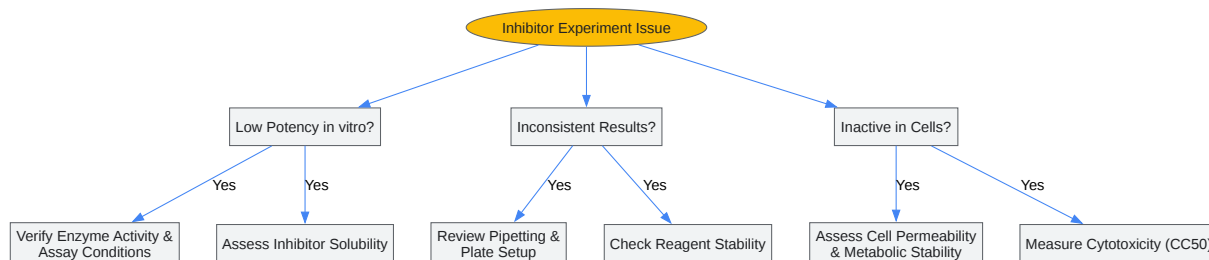 Inhibitor Experiment Issue
Low Potency in vitro?
Inconsistent Results?
Inactive in Cells?
Yes
Yes
Yes
Yes
Yes
Yes
Verify Enzyme Activity &
Assay Conditions
Assess Inhibitor Solubility
Review Pipetting &
Plate Setup
Check Reagent Stability
Assess Cell Permeability
& Metabolic Stability
Measure Cytotoxicity (CC50)